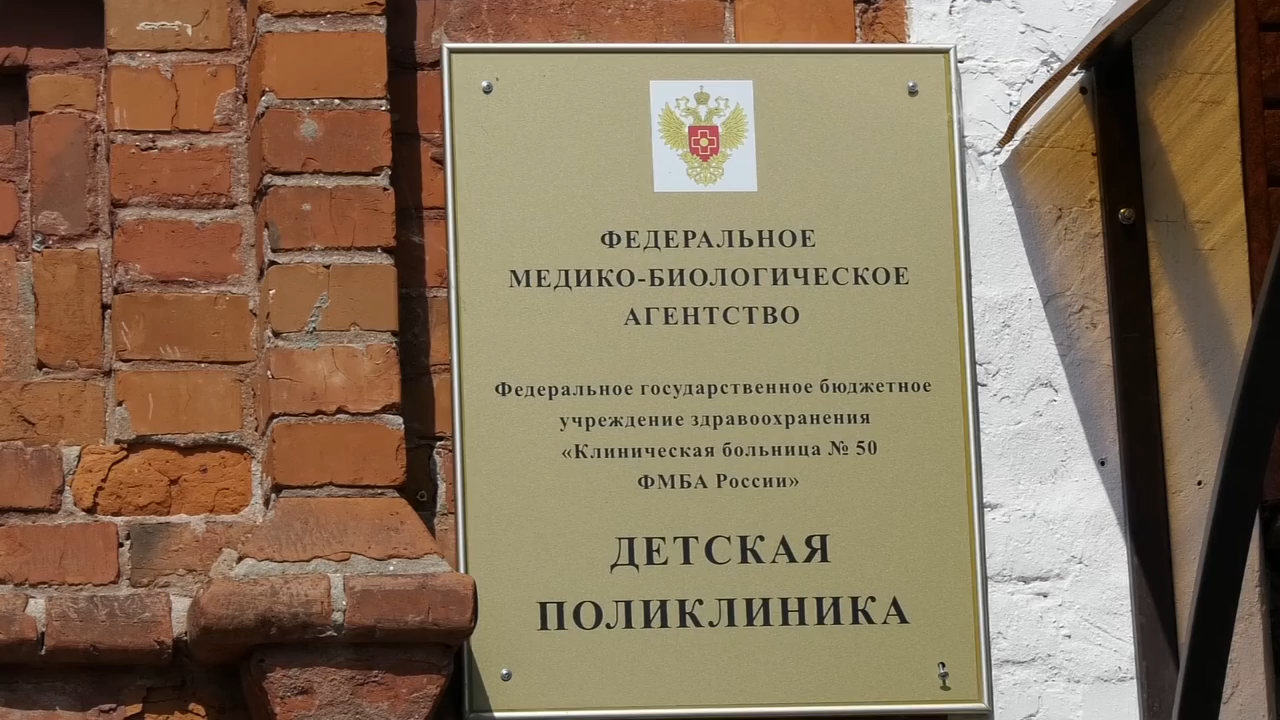 ФЕДЕРАЛЬНОЕ
МЕДИКО-БИОЛОГИЧЕСКОЕ
АГЕНТСТВО
Федеральное государственное бюджетное
учреждение здравоохранения
«Клиническая больница № 50
ФМБА России»
ДЕТСКАЯ
ПОЛИКЛИНИКА